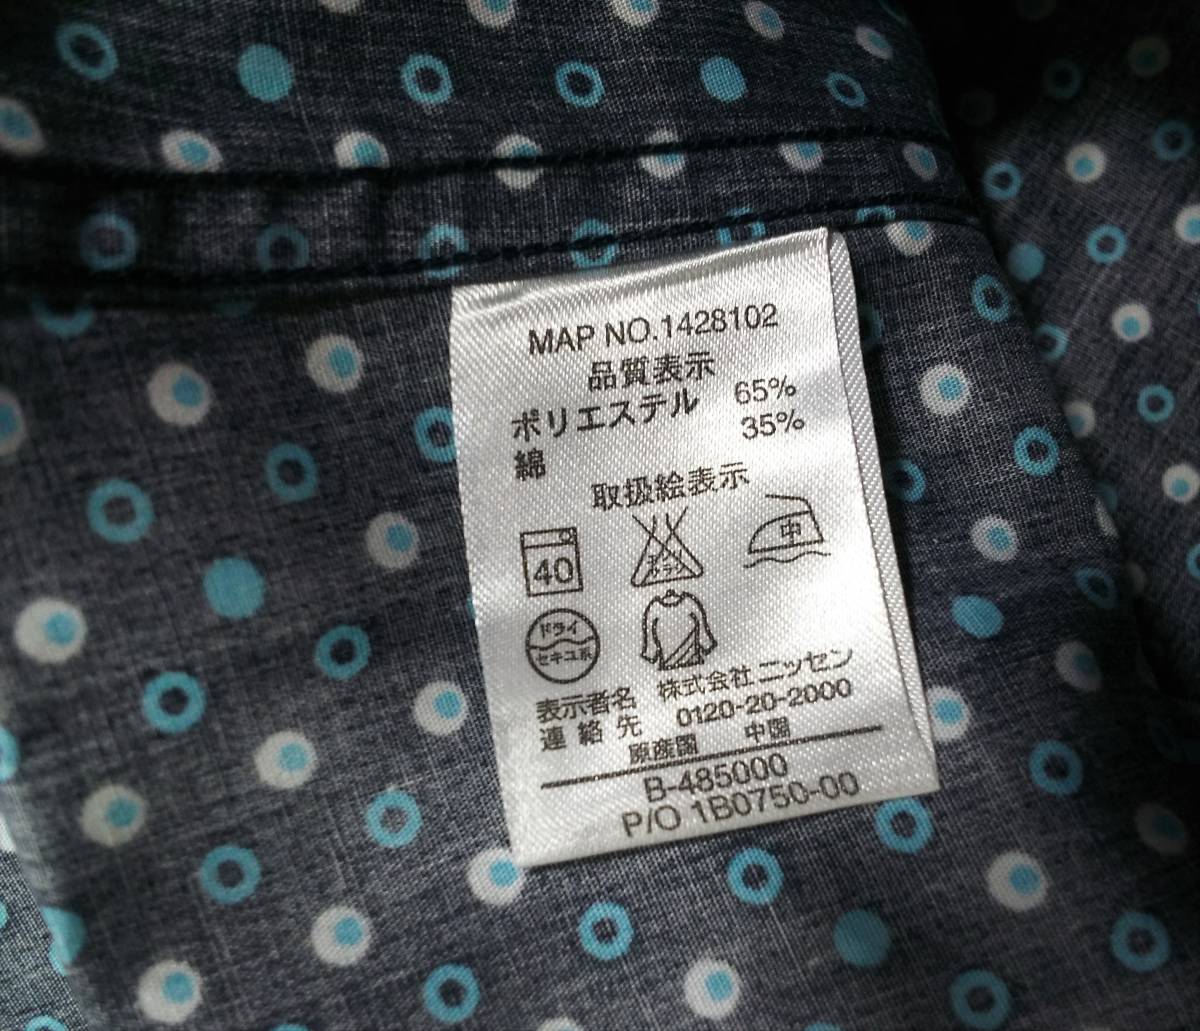 MAP NO.1428102
品質表示
ポリエステル 65%
綿 35%
取扱絵表示
40 中
ドライ
セキユ系
表示者名 株式会社ニッセン
連絡先 0120-20-2000
原産国 中国
B-485000
P/O 1B0750-00